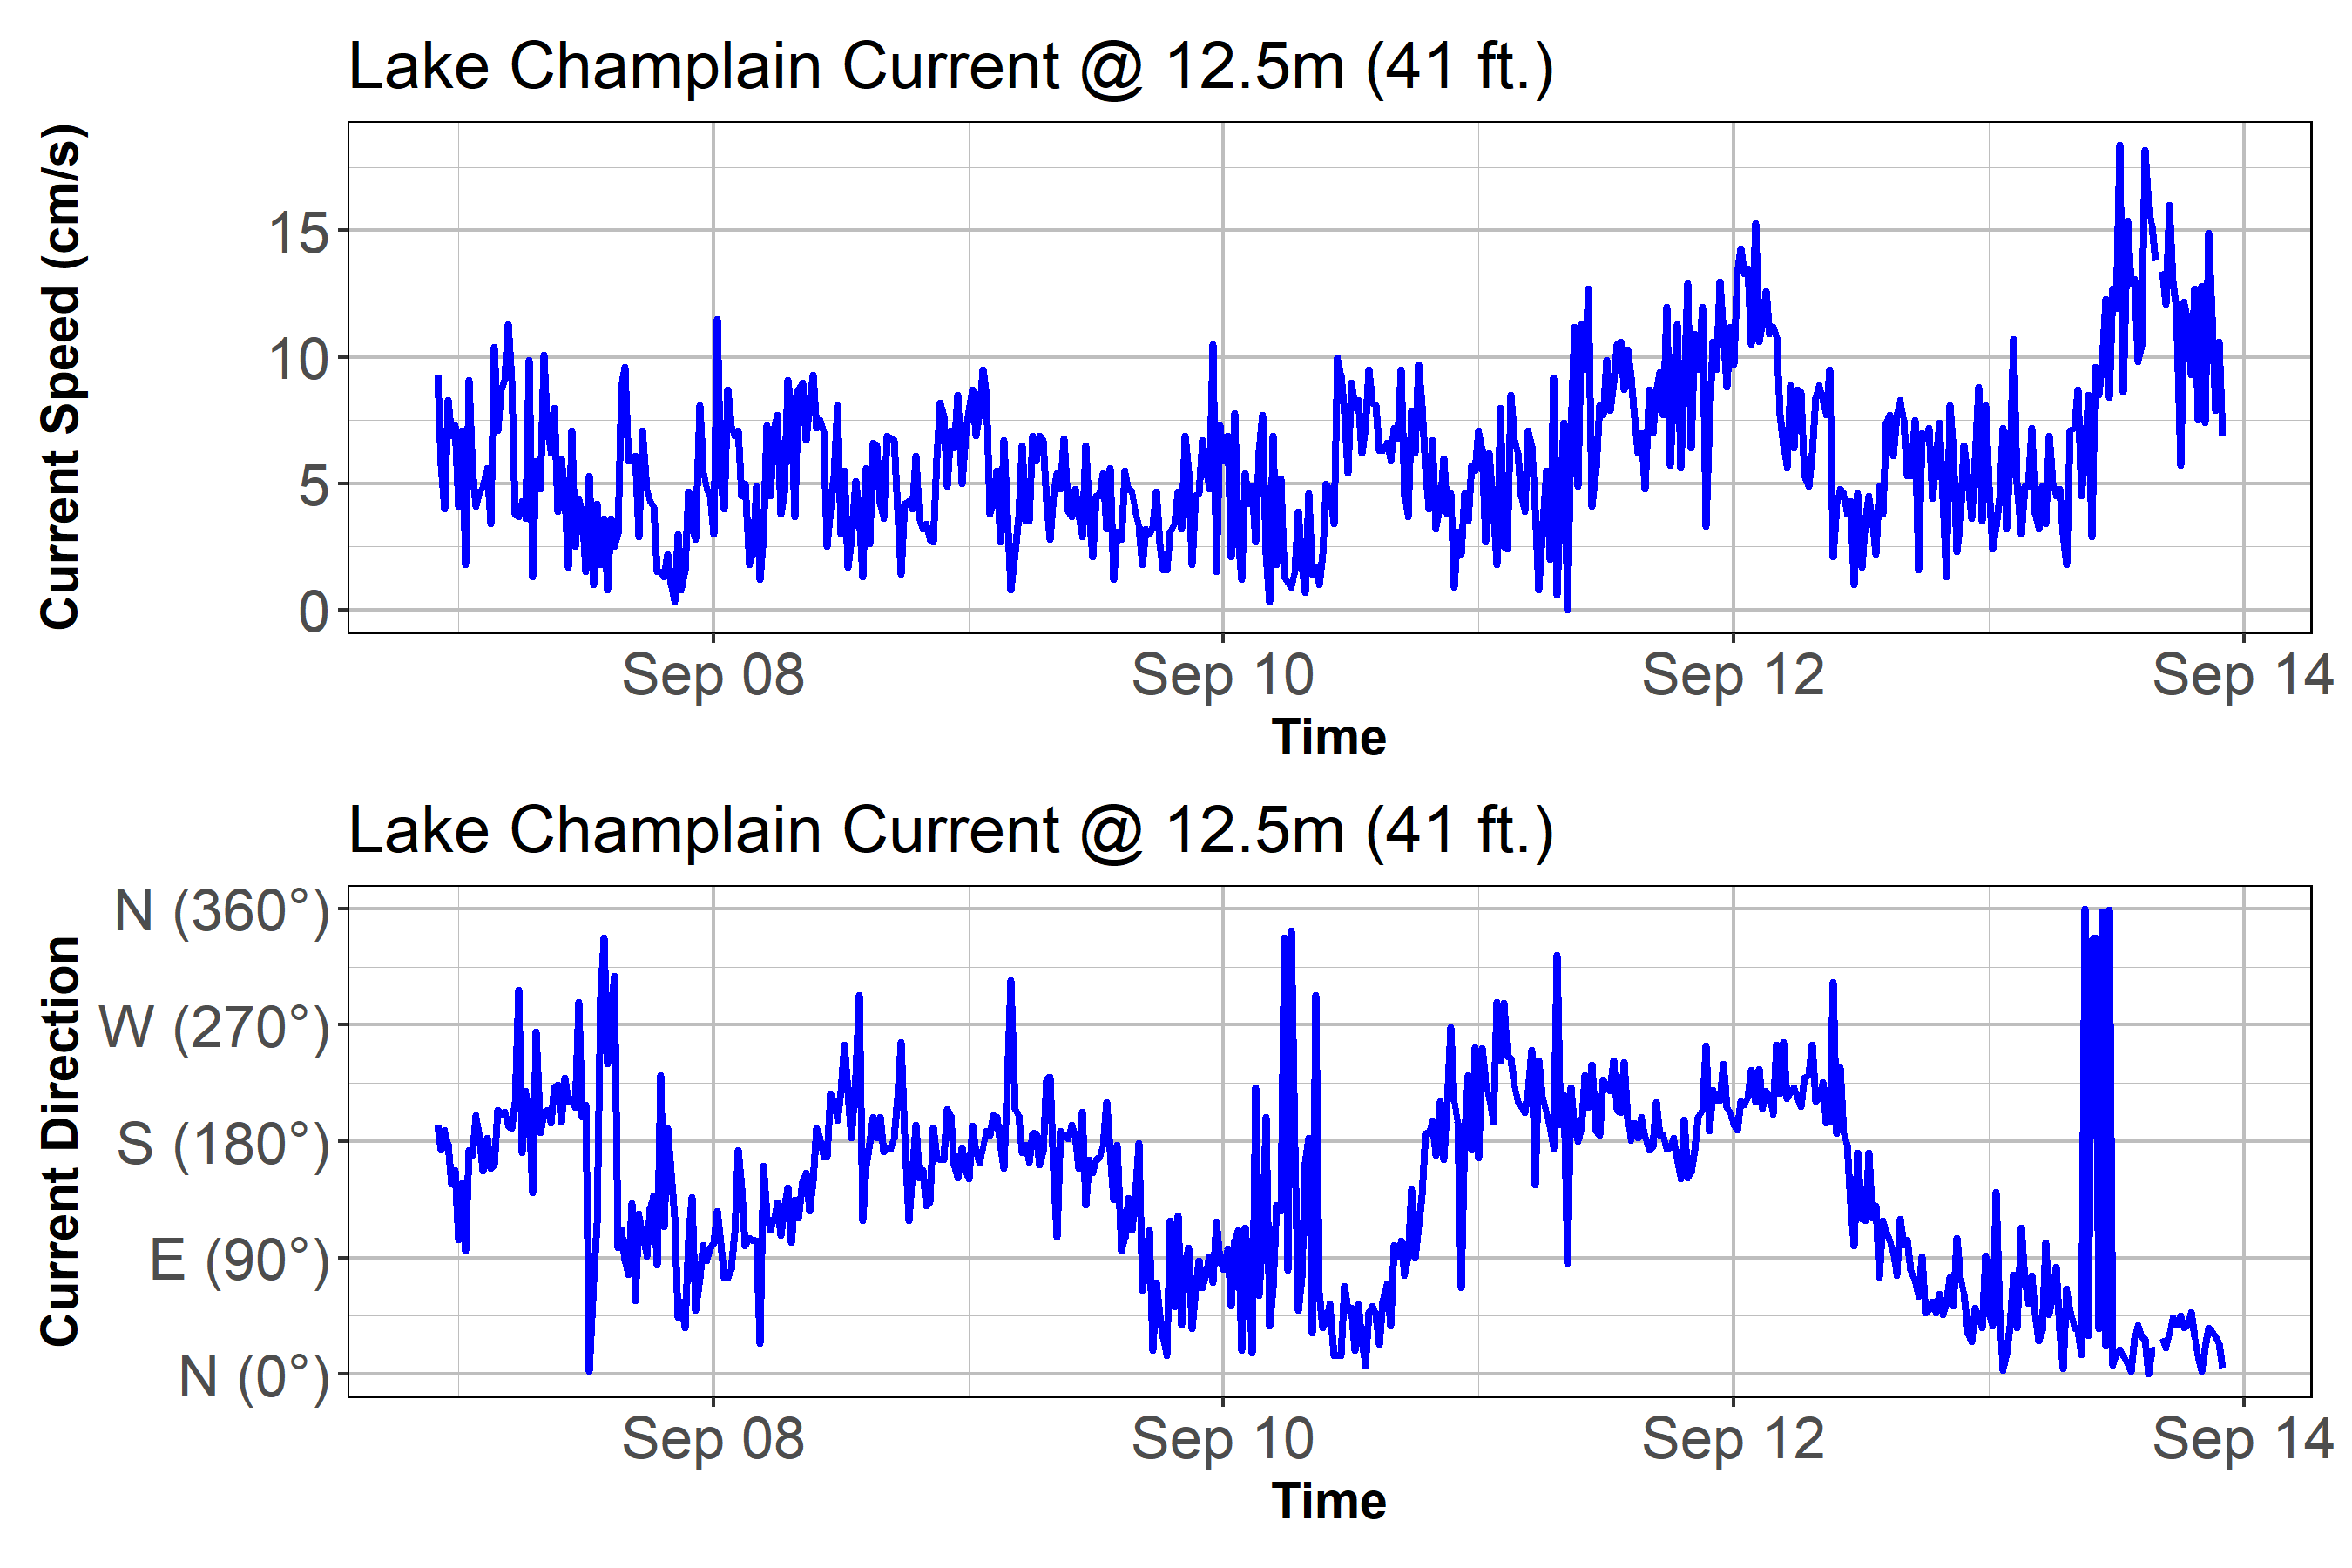 Lake Champlain Current @ 12.5m (41 ft.)
Current Speed (cm/s)
15
10
5
0
Sep 08 Sep 10 Sep 12 Sep 14
Time
Lake Champlain Current @ 12.5m (41 ft.)
Current Direction
N (360°)
W (270°)
S (180°)
E (90°)
N (0°)
Sep 08 Sep 10 Sep 12 Sep 14
Time